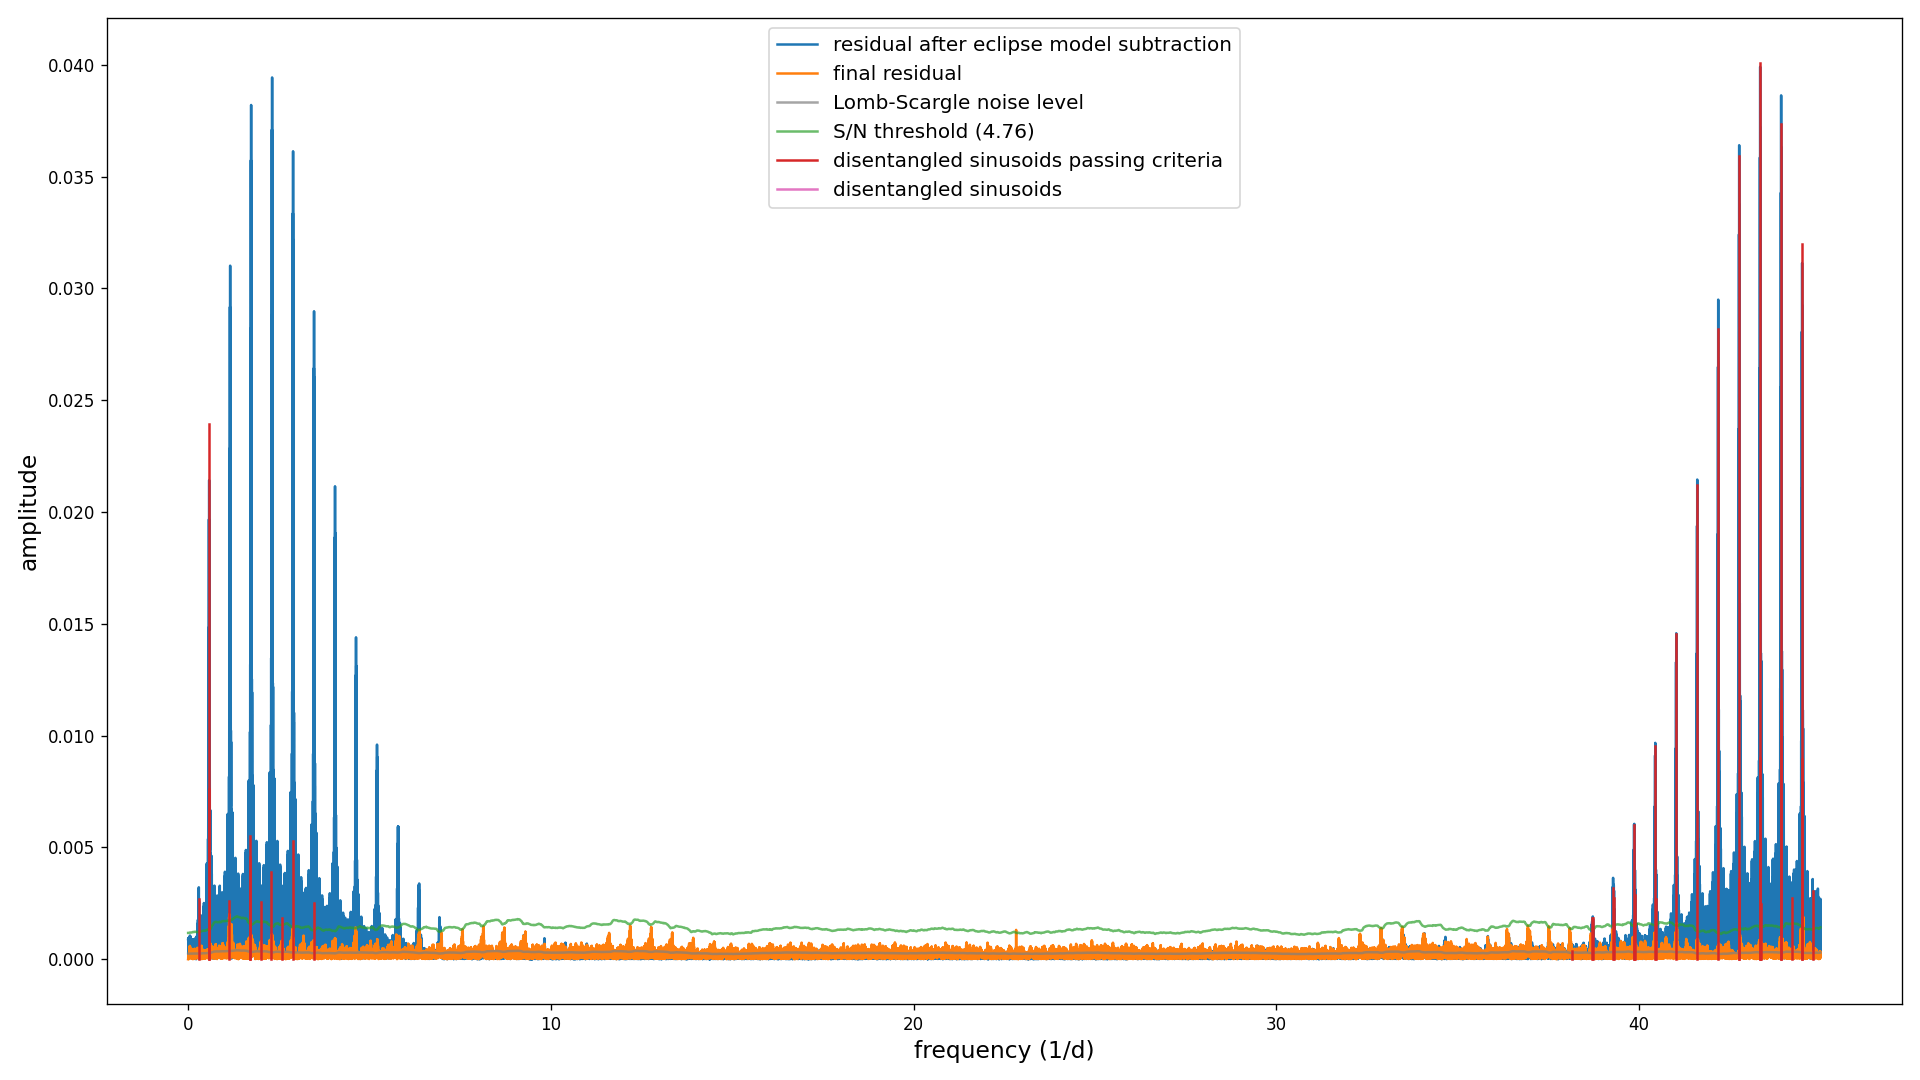 residual after eclipse model subtraction
final residual
Lomb-Scargle noise level
S/N threshold (4.76)
disentangled sinusoids passing criteria
disentangled sinusoids
amplitude
0.040
0.035
0.030
0.025
0.020
0.015
0.010
0.005
0.000
0 10 20 30 40
frequency (1/d)